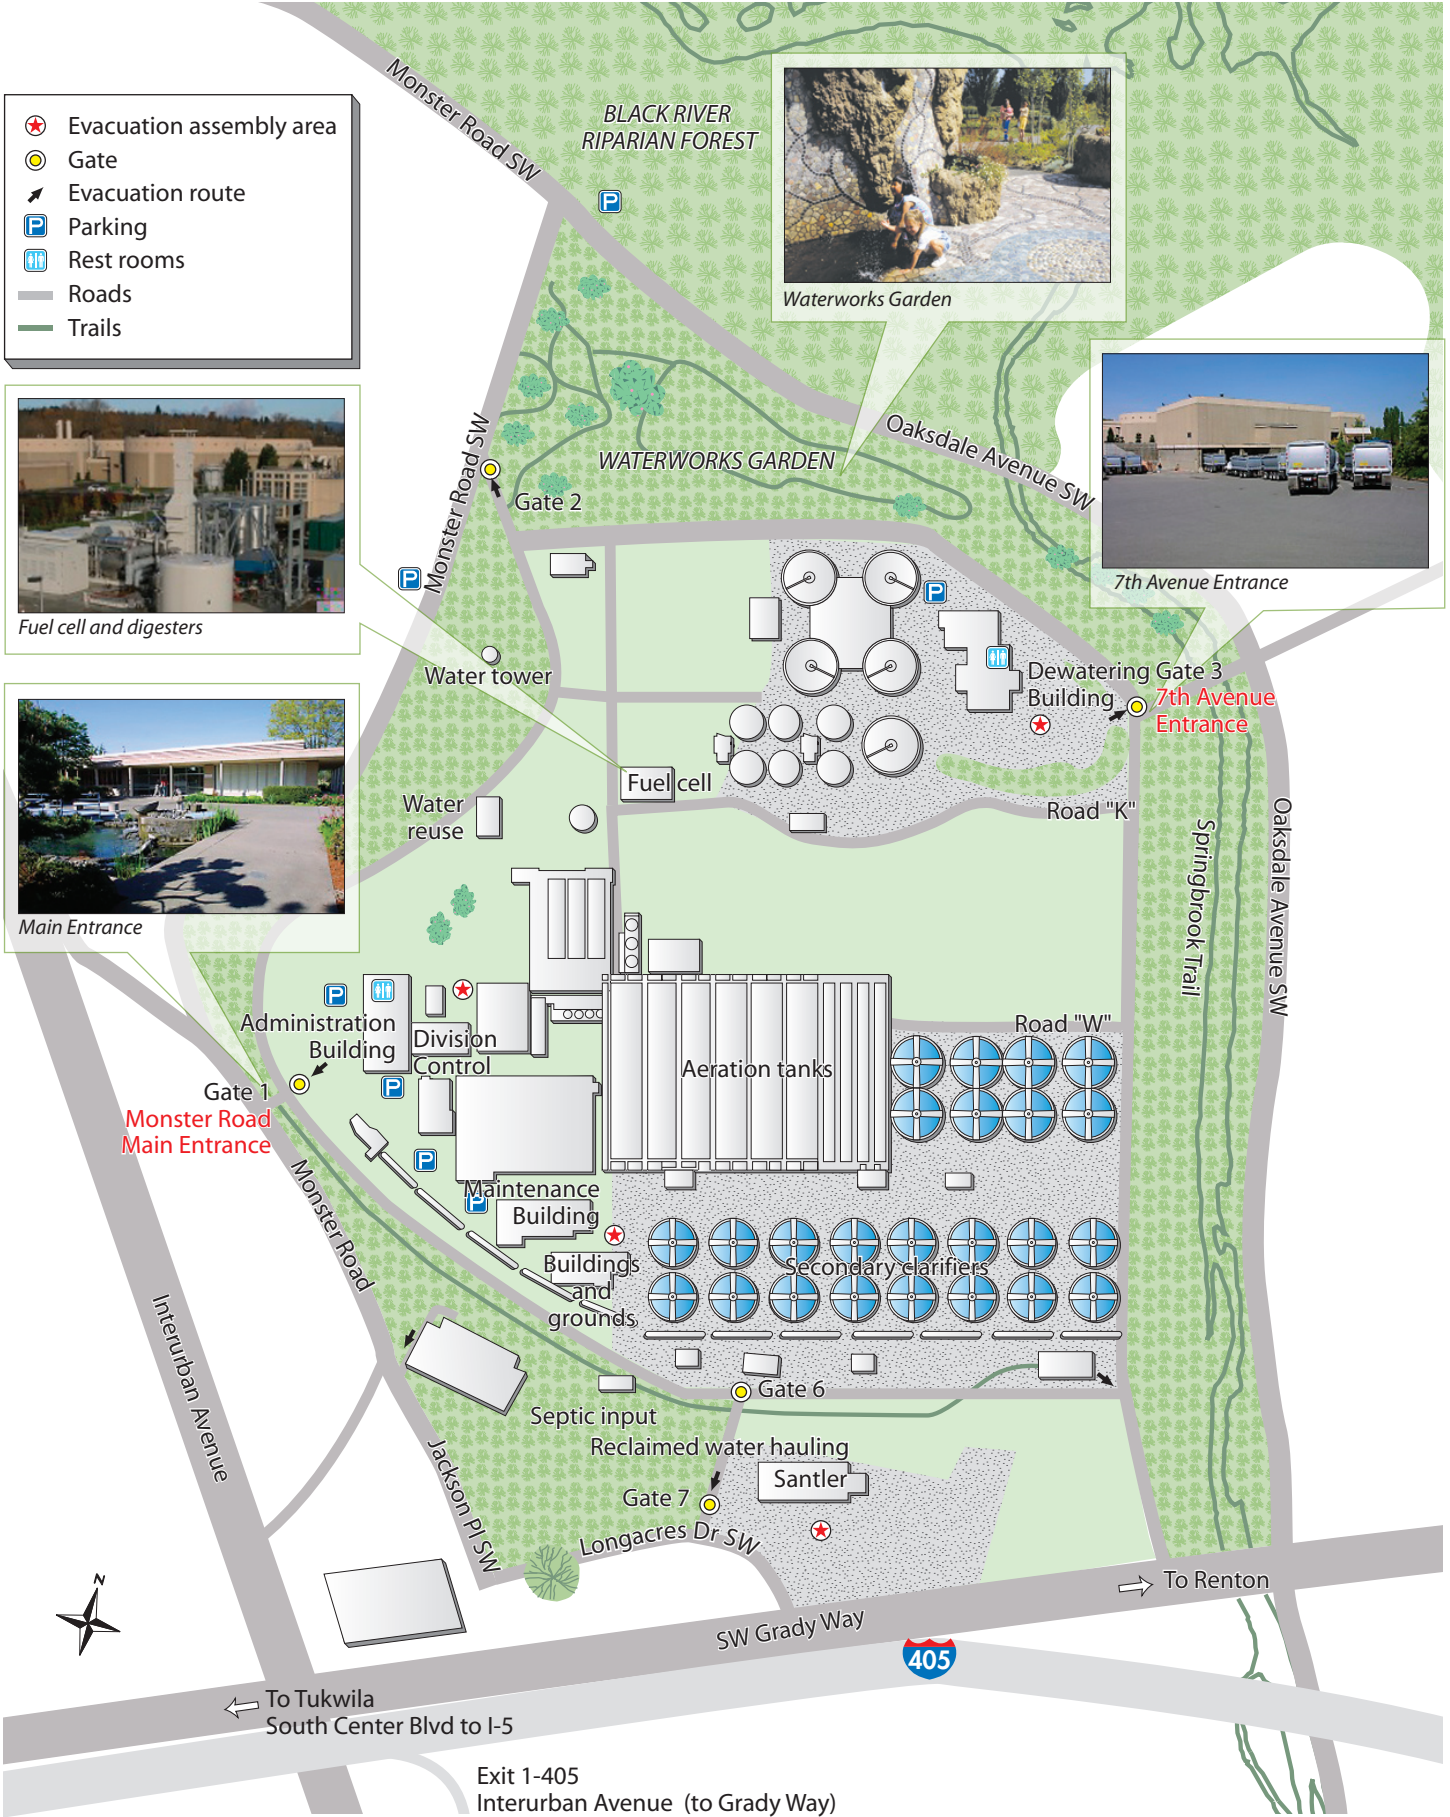 Monster Road SW
BLACK RIVER
RIPARIAN FOREST
P
Evacuation assembly area
Gate
Evacuation route
P Parking
Rest rooms
Roads
Trails
Waterworks Garden
Fuel cell and digesters
7th Avenue Entrance
Main Entrance
Oaksdale Avenue SW
WATERWORKS GARDEN
Monster Road SW
Gate 2
P
P
Water tower
Dewatering
Building
Gate 3
7th Avenue
Entrance
Fuel cell
Water
reuse
Road "K"
Springbrook Trail
Oaksdale Avenue SW
P
Administration
Building
Division
Control
P
Gate 1
Monster Road
Main Entrance
Aeration tanks
Road "W"
P
Maintenance
Building
P
Monster Road
Buildings
and
grounds
Secondary clarifiers
Interurban Avenue
Gate 6
Septic input
Reclaimed water hauling
Santler
Gate 7
Jackson Pl SW
Longacres Dr SW
N
To Renton
SW Grady Way
405
To Tukwila
South Center Blvd to I-5
Exit 1-405
Interurban Avenue (to Grady Way)